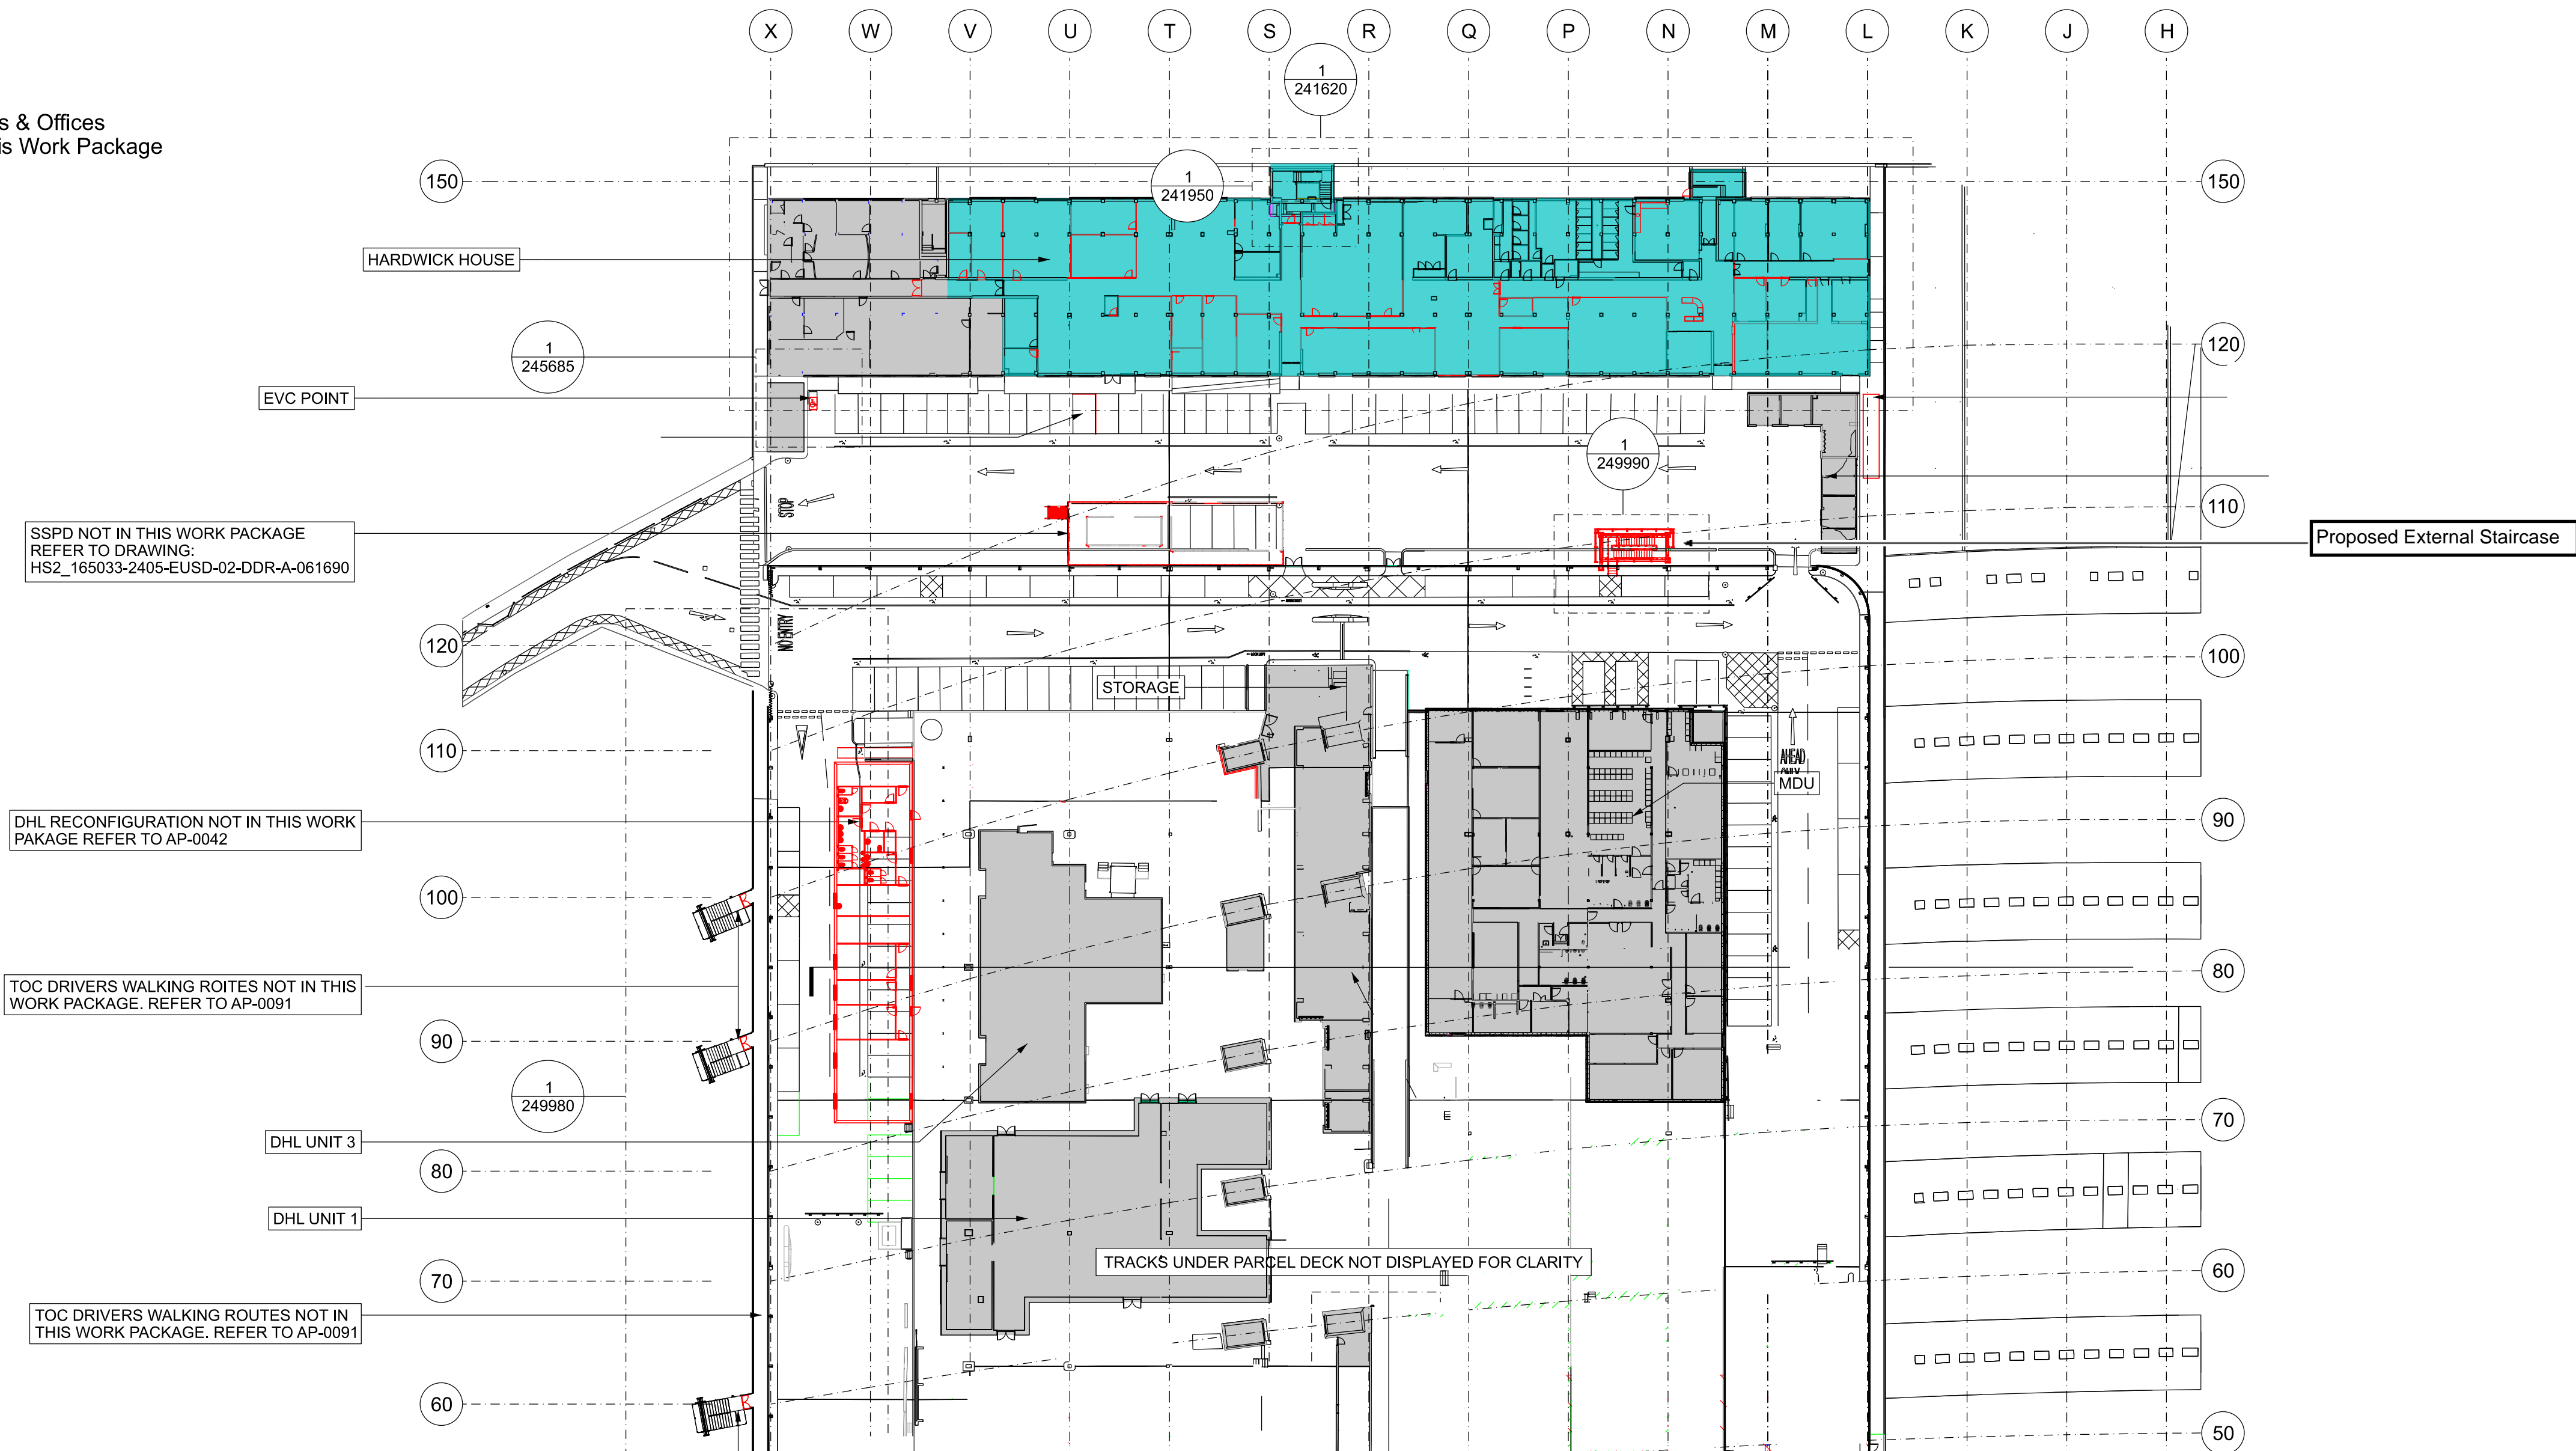 X W V U T S R Q P N M L K J H
1
241620
s & Offices
is Work Package
150
1
241950
150
HARDWICK HOUSE
1
245685
120
EVC POINT
1
249990
STOP
110
SSPD NOT IN THIS WORK PACKAGE
REFER TO DRAWING:
HS2_165033-2405-EUSD-02-DDR-A-061690
Proposed External Staircase
NO ENTRY
120
100
STORAGE
110
AHEAD
ONLY
MDU
DHL RECONFIGURATION NOT IN THIS WORK
PAKAGE REFER TO AP-0042
90
100
TOC DRIVERS WALKING ROITES NOT IN THIS
WORK PACKAGE. REFER TO AP-0091
80
90
1
249980
70
DHL UNIT 3
80
DHL UNIT 1
TRACKS UNDER PARCEL DECK NOT DISPLAYED FOR CLARITY
60
70
TOC DRIVERS WALKING ROUTES NOT IN
THIS WORK PACKAGE. REFER TO AP-0091
60
50